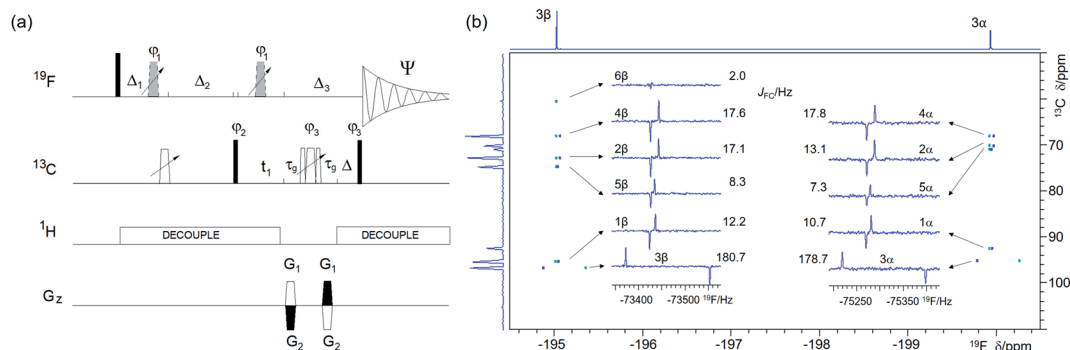 (a)
φ1 φ1
19F Δ1 Δ2 Δ3 Ψ
φ2 φ3 φ3
13C t1 τg τg Δ
1H DECOUPLE DECOUPLE
G1 G1
Gz
G2 G2
(b)
3β 3α
6β 2.0
JFC/Hz
4β 17.6 17.8 4α
2β 17.1 13.1 2α
5β 8.3 7.3 5α
1β 12.2 10.7 1α
3β 180.7 178.7 3α
-73400 -73500 19F/Hz -75250 -75350 19F/Hz
13C δ/ppm
70
80
90
100
-195 -196 -197 -198 -199 19F δ/ppm